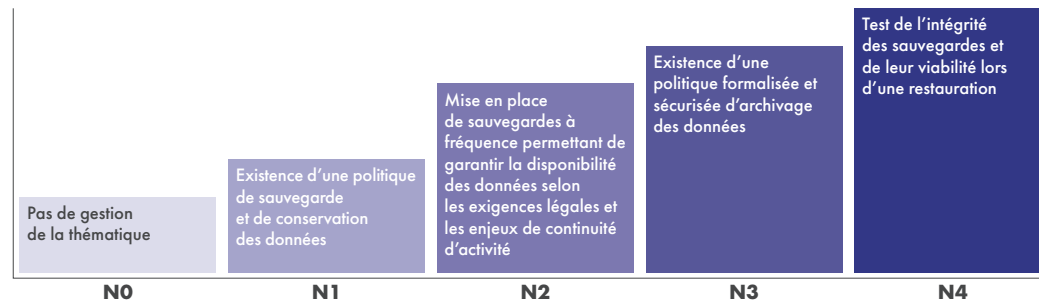 Pas de gestion
de la thématique
Existence d'une politique
de sauvegarde
et de conservation
des données
Mise en place
de sauvegardes à
fréquence permettant de
garantir la disponibilité
des données selon
les exigences légales et
les enjeux de continuité
d'activité
Existence d'une
politique formalisée et
sécurisée d'archivage
des données
Test de l'intégrité
des sauvegardes et
de leur viabilité lors
d'une restauration
N0
N1
N2
N3
N4